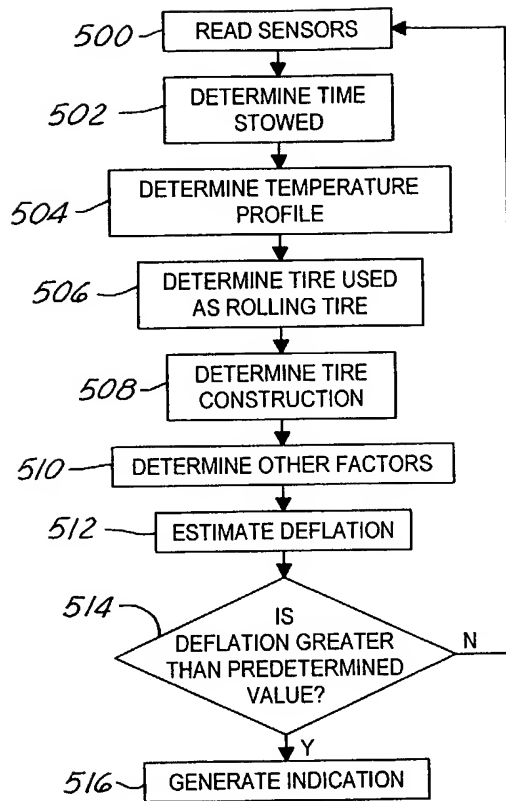 500
READ SENSORS
502
DETERMINE TIME
STOWED
504
DETERMINE TEMPERATURE
PROFILE
506
DETERMINE TIRE USED
AS ROLLING TIRE
508
DETERMINE TIRE
CONSTRUCTION
510
DETERMINE OTHER FACTORS
512
ESTIMATE DEFLATION
514
IS
DEFLATION GREATER
THAN PREDETERMINED
VALUE?
N
Y
516
GENERATE INDICATION